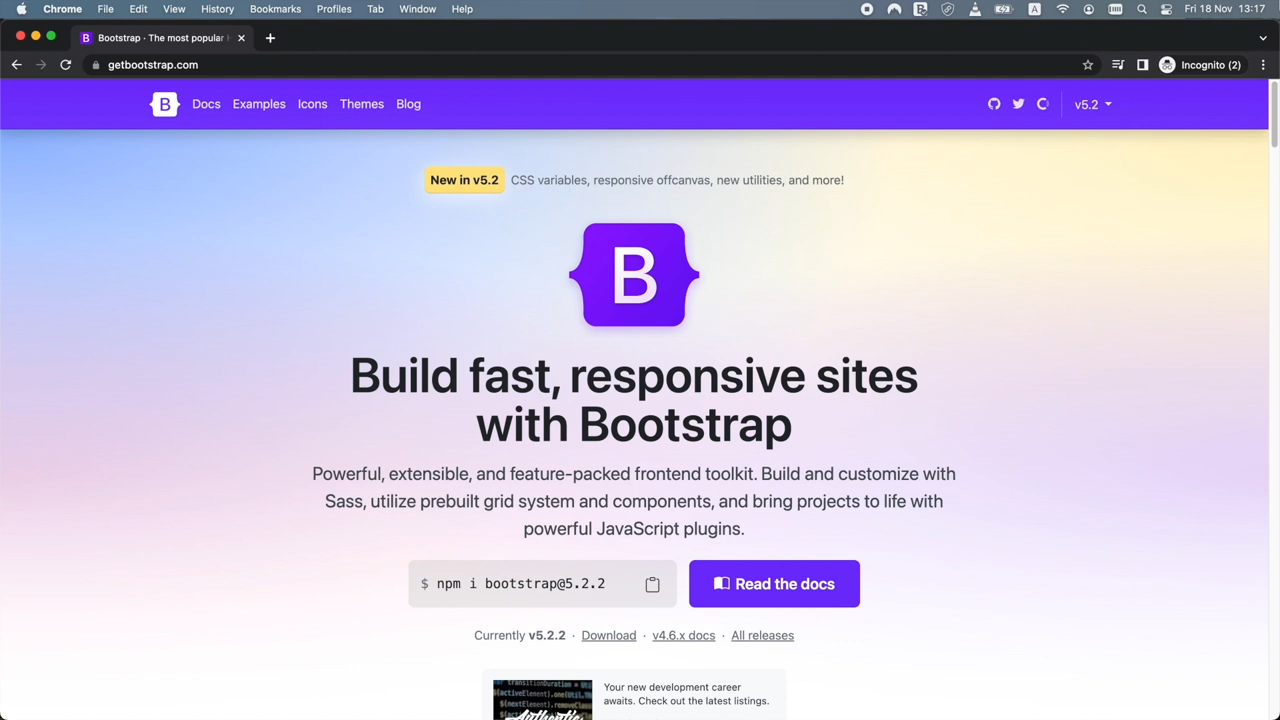 Chrome File Edit View History Bookmarks Profiles Tab Window Help A Fri 18 Nov 13:17
Bootstrap · The most popular
getbootstrap.com Incognito (2)
B Docs Examples Icons Themes Blog v5.2
New in v5.2 CSS variables, responsive offcanvas, new utilities, and more!
B
Build fast, responsive sites
with Bootstrap
Powerful, extensible, and feature-packed frontend toolkit. Build and customize with
Sass, utilize prebuilt grid system and components, and bring projects to life with
powerful JavaScript plugins.
$ npm i bootstrap@5.2.2 Read the docs
Currently v5.2.2 · Download · v4.6.x docs · All releases
Your new development career
awaits. Check out the latest listings.